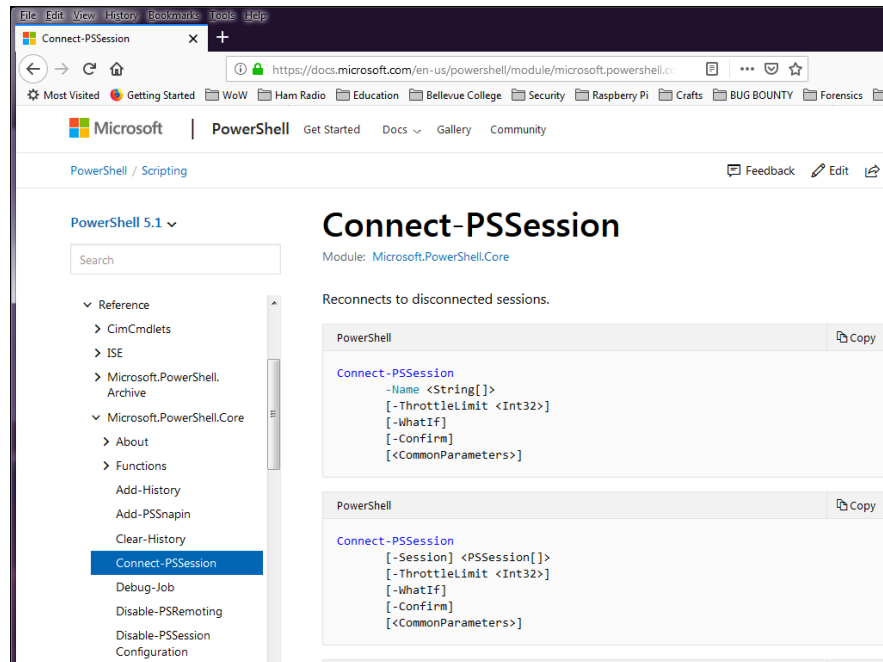 File Edit View History Bookmarks Tools Help
Connect-PSSession
https://docs.microsoft.com/en-us/powershell/module/microsoft.powershell.cc
Most Visited Getting Started WoW Ham Radio Education Bellevue College Security Raspberry Pi Crafts BUG BOUNTY Forensics
Microsoft PowerShell Get Started Docs Gallery Community
PowerShell / Scripting Feedback Edit
PowerShell 5.1
Search
Reference
CimCmdlets
ISE
Microsoft.PowerShell.
Archive
Microsoft.PowerShell.Core
About
Functions
Add-History
Add-PSSnapin
Clear-History
Connect-PSSession
Debug-Job
Disable-PSRemoting
Disable-PSSession
Configuration
Connect-PSSession
Module: Microsoft.PowerShell.Core
Reconnects to disconnected sessions.
PowerShell Copy
Connect-PSSession
-Name <String[]>
[-ThrottleLimit <Int32>]
[-WhatIf]
[-Confirm]
[<CommonParameters>]
PowerShell Copy
Connect-PSSession
[-Session] <PSSession[]>
[-ThrottleLimit <Int32>]
[-WhatIf]
[-Confirm]
[<CommonParameters>]